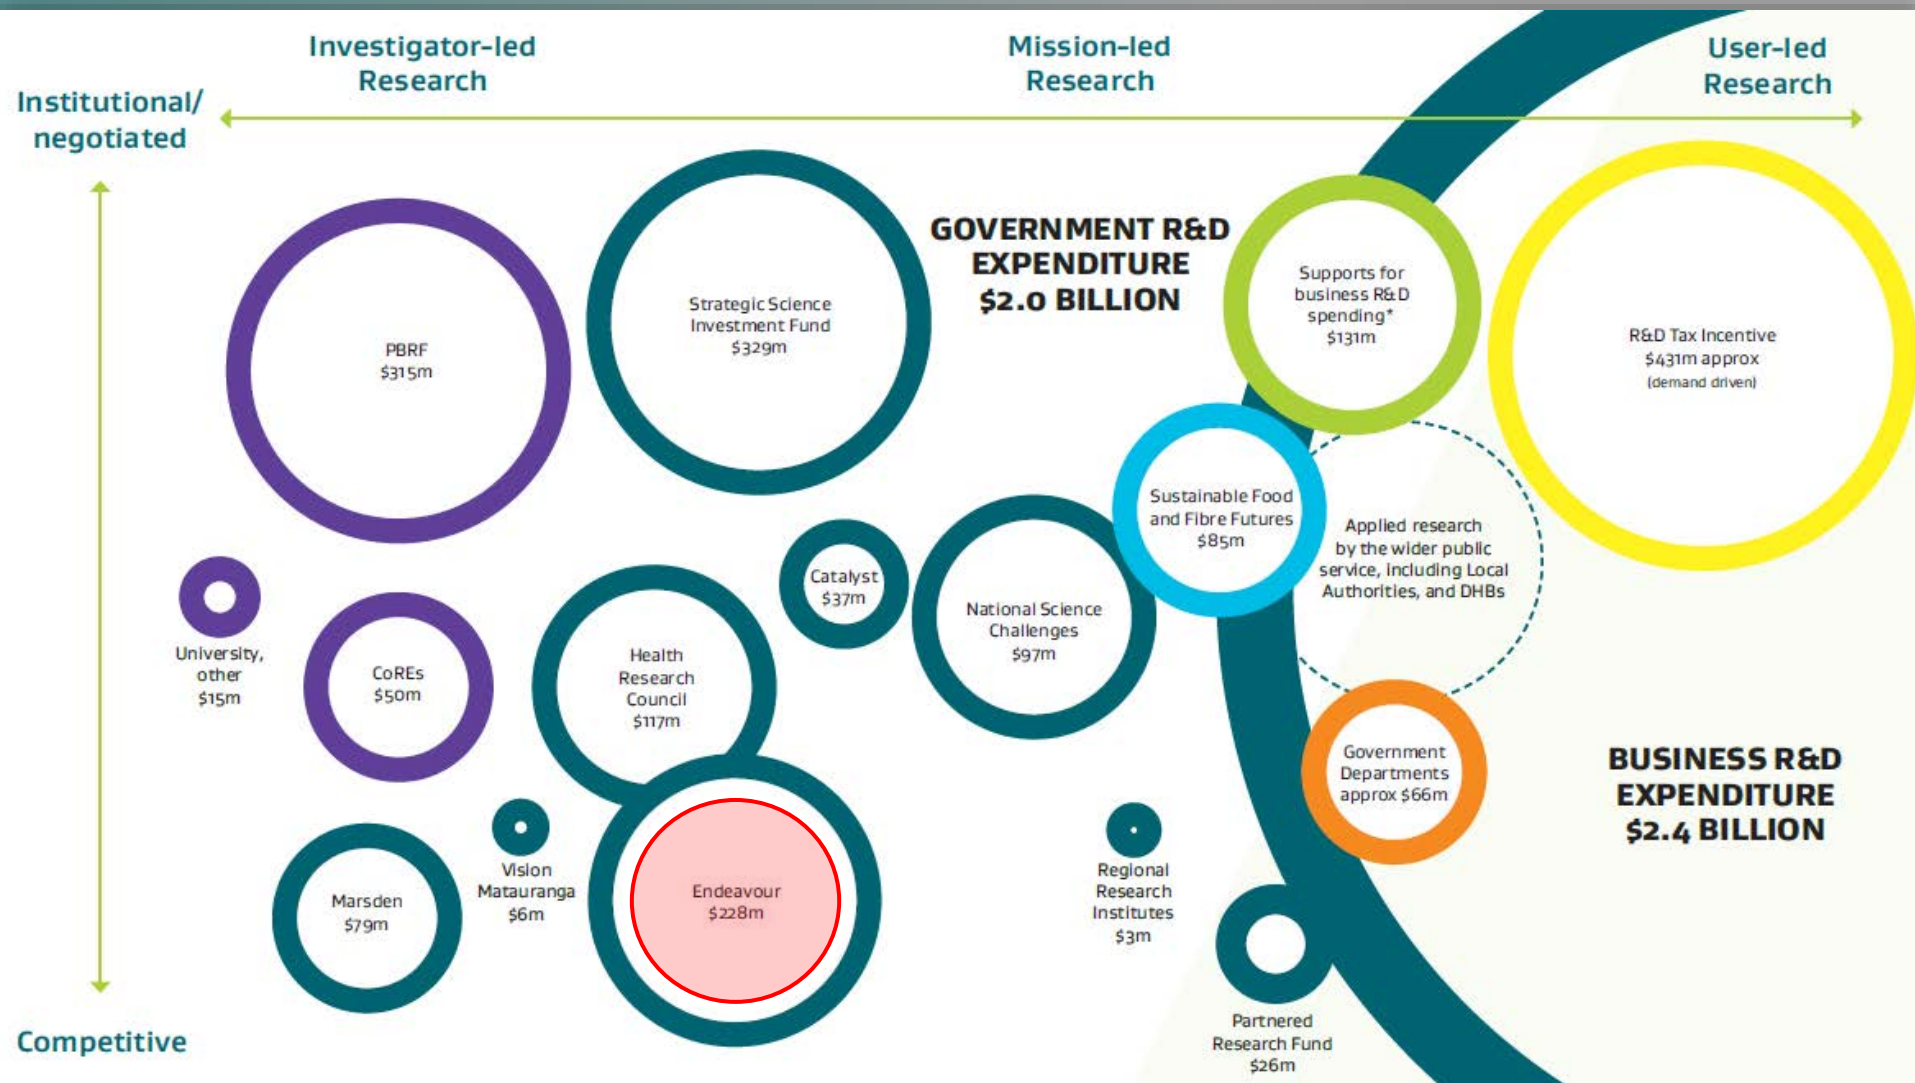 Investigator-led
Research
Mission-led
Research
User-led
Research
Institutional/
negotiated
GOVERNMENT R&D
EXPENDITURE
$2.0 BILLION
PBRF
$315m
Strategic Science
Investment Fund
$329m
Supports for
business R&D
spending*
$131m
R&D Tax Incentive
$431m approx
(demand driven)
Sustainable Food
and Fibre Futures
$85m
Applied research
by the wider public
service, including Local
Authorities, and DHBs
Catalyst
$37m
National Science
Challenges
$97m
University,
other
$15m
CoREs
$50m
Health
Research
Council
$117m
Government
Departments
approx $66m
BUSINESS R&D
EXPENDITURE
$2.4 BILLION
Marsden
$79m
Vision
Matauranga
$6m
Endeavour
$228m
Regional
Research
Institutes
$3m
Partnered
Research Fund
$26m
Competitive